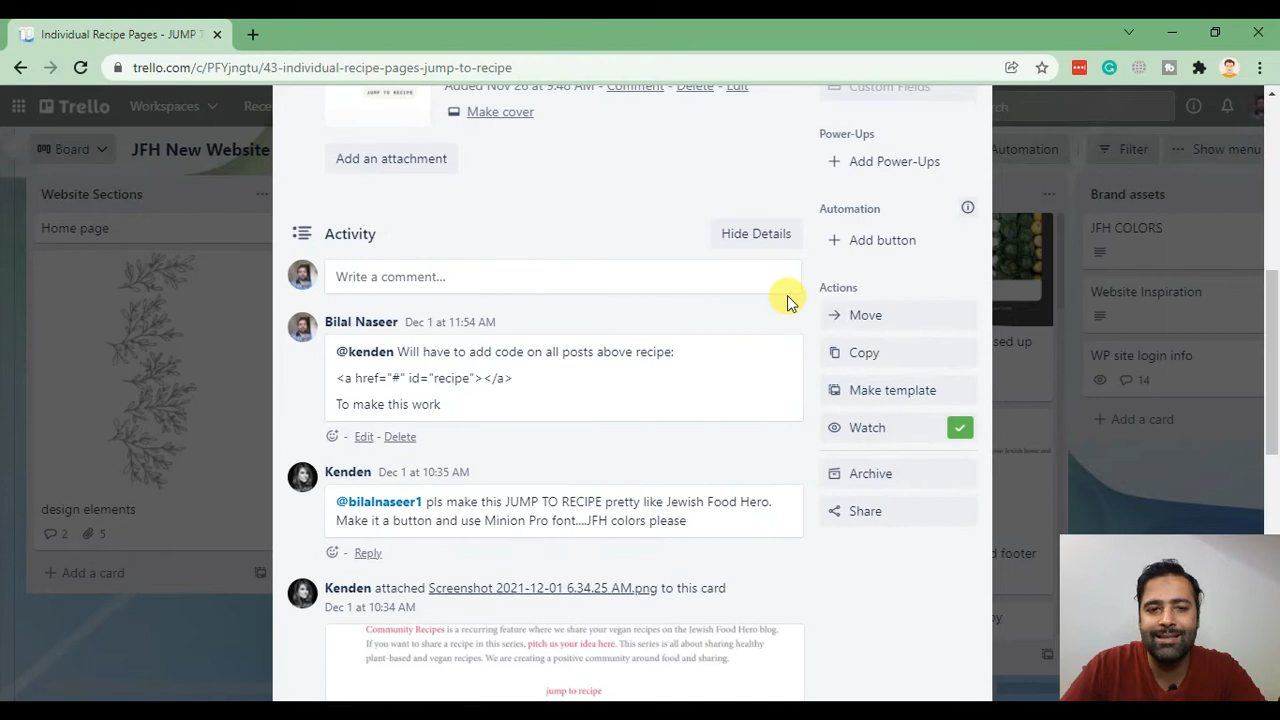 Individual Recipe Pages - JUMP T
trello.com/c/PFYjngtu/43-individual-recipe-pages-jump-to-recipe
Trello
Workspaces
Rece
Board
JFH New Website
Automation
Filter
Show menu
Website Sections
Home page
design elements
2
5
Add a card
JUMP TO RECIPE
Added Nov 26 at 9:46 AM - Comment - Delete - Edit
Make cover
Add an attachment
Activity
Hide Details
Write a comment...
Bilal Naseer Dec 1 at 11:54 AM
@kenden Will have to add code on all posts above recipe:
<a href="#" id="recipe"></a>
To make this work
- Edit - Delete
Kenden Dec 1 at 10:35 AM
@bilalnaseer1 pls make this JUMP TO RECIPE pretty like Jewish Food Hero.
Make it a button and use Minion Pro font....JFH colors please
- Reply
Kenden attached Screenshot 2021-12-01 6.34.25 AM.png to this card
Dec 1 at 10:34 AM
Community Recipes is a recurring feature where we share your vegan recipes on the Jewish Food Hero blog.
If you want to share a recipe in this series, pitch us your idea here. This series is all about sharing healthy
plant-based and vegan recipes. We are creating a positive community around food and sharing.
jump to recipe
Custom Fields
Power-Ups
Add Power-Ups
Automation
Add button
Actions
Move
Copy
Make template
Watch
Archive
Share
Brand assets
JFH COLORS
Website Inspiration
WP site login info
14
Add a card